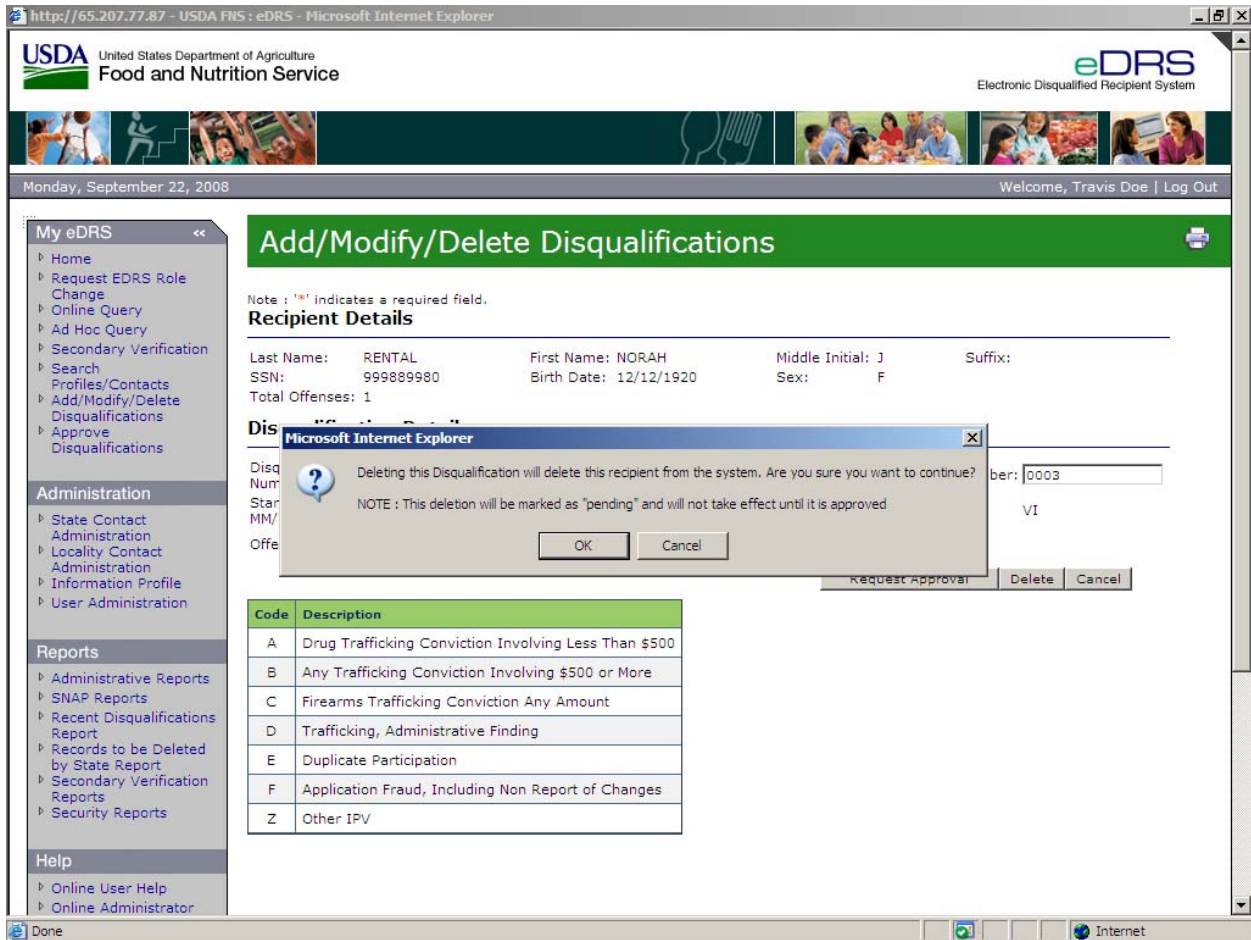 http://65.207.77.87 - USDA FNS : eDRS - Microsoft Internet Explorer
USDA United States Department of Agriculture
Food and Nutrition Service
eDRS
Electronic Disqualified Recipient System
Monday, September 22, 2008
Welcome, Travis Doe | Log Out
My eDRS «
Home
Request EDRS Role
Change
Online Query
Ad Hoc Query
Secondary Verification
Search
Profiles/Contacts
Add/Modify/Delete
Disqualifications
Approve
Disqualifications
Administration
State Contact
Administration
Locality Contact
Administration
Information Profile
User Administration
Reports
Administrative Reports
SNAP Reports
Recent Disqualifications
Report
Records to be Deleted
by State Report
Secondary Verification
Reports
Security Reports
Help
Online User Help
Online Administrator
Add/Modify/Delete Disqualifications
Note : '*' indicates a required field.
Recipient Details
Last Name: RENTAL First Name: NORAH Middle Initial: J Suffix:
SSN: 999889980 Birth Date: 12/12/1920 Sex: F
Total Offenses: 1
Microsoft Internet Explorer
Deleting this Disqualification will delete this recipient from the system. Are you sure you want to continue?
NOTE : This deletion will be marked as "pending" and will not take effect until it is approved
OK Cancel
Disq
Num
ber: 0003
Star
MM/
VI
Offe
Request Approval Delete Cancel
Code Description
A Drug Trafficking Conviction Involving Less Than $500
B Any Trafficking Conviction Involving $500 or More
C Firearms Trafficking Conviction Any Amount
D Trafficking, Administrative Finding
E Duplicate Participation
F Application Fraud, Including Non Report of Changes
Z Other IPV
Done
Internet